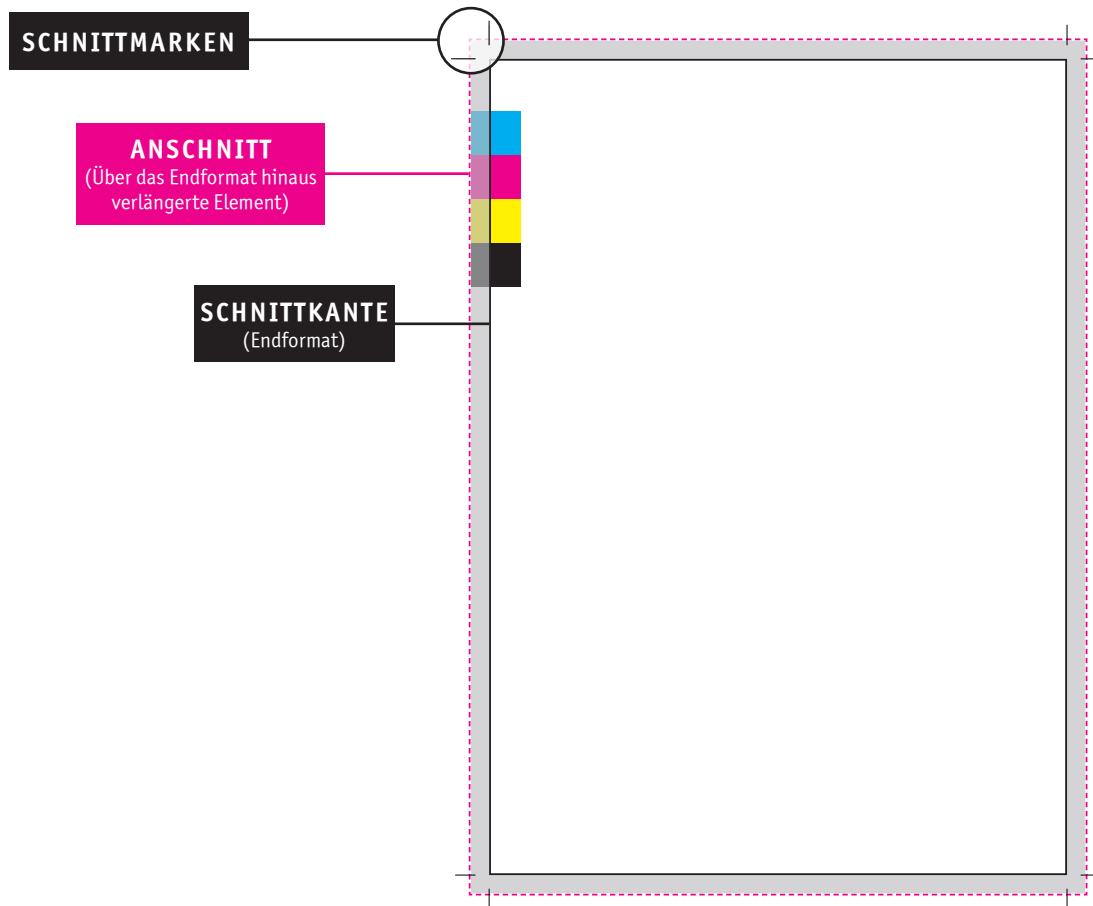 SCHNITTMARKEN
ANSCHNITT
(Über das Endformat hinaus
verlängerte Element)
SCHNITTKANTE
(Endformat)